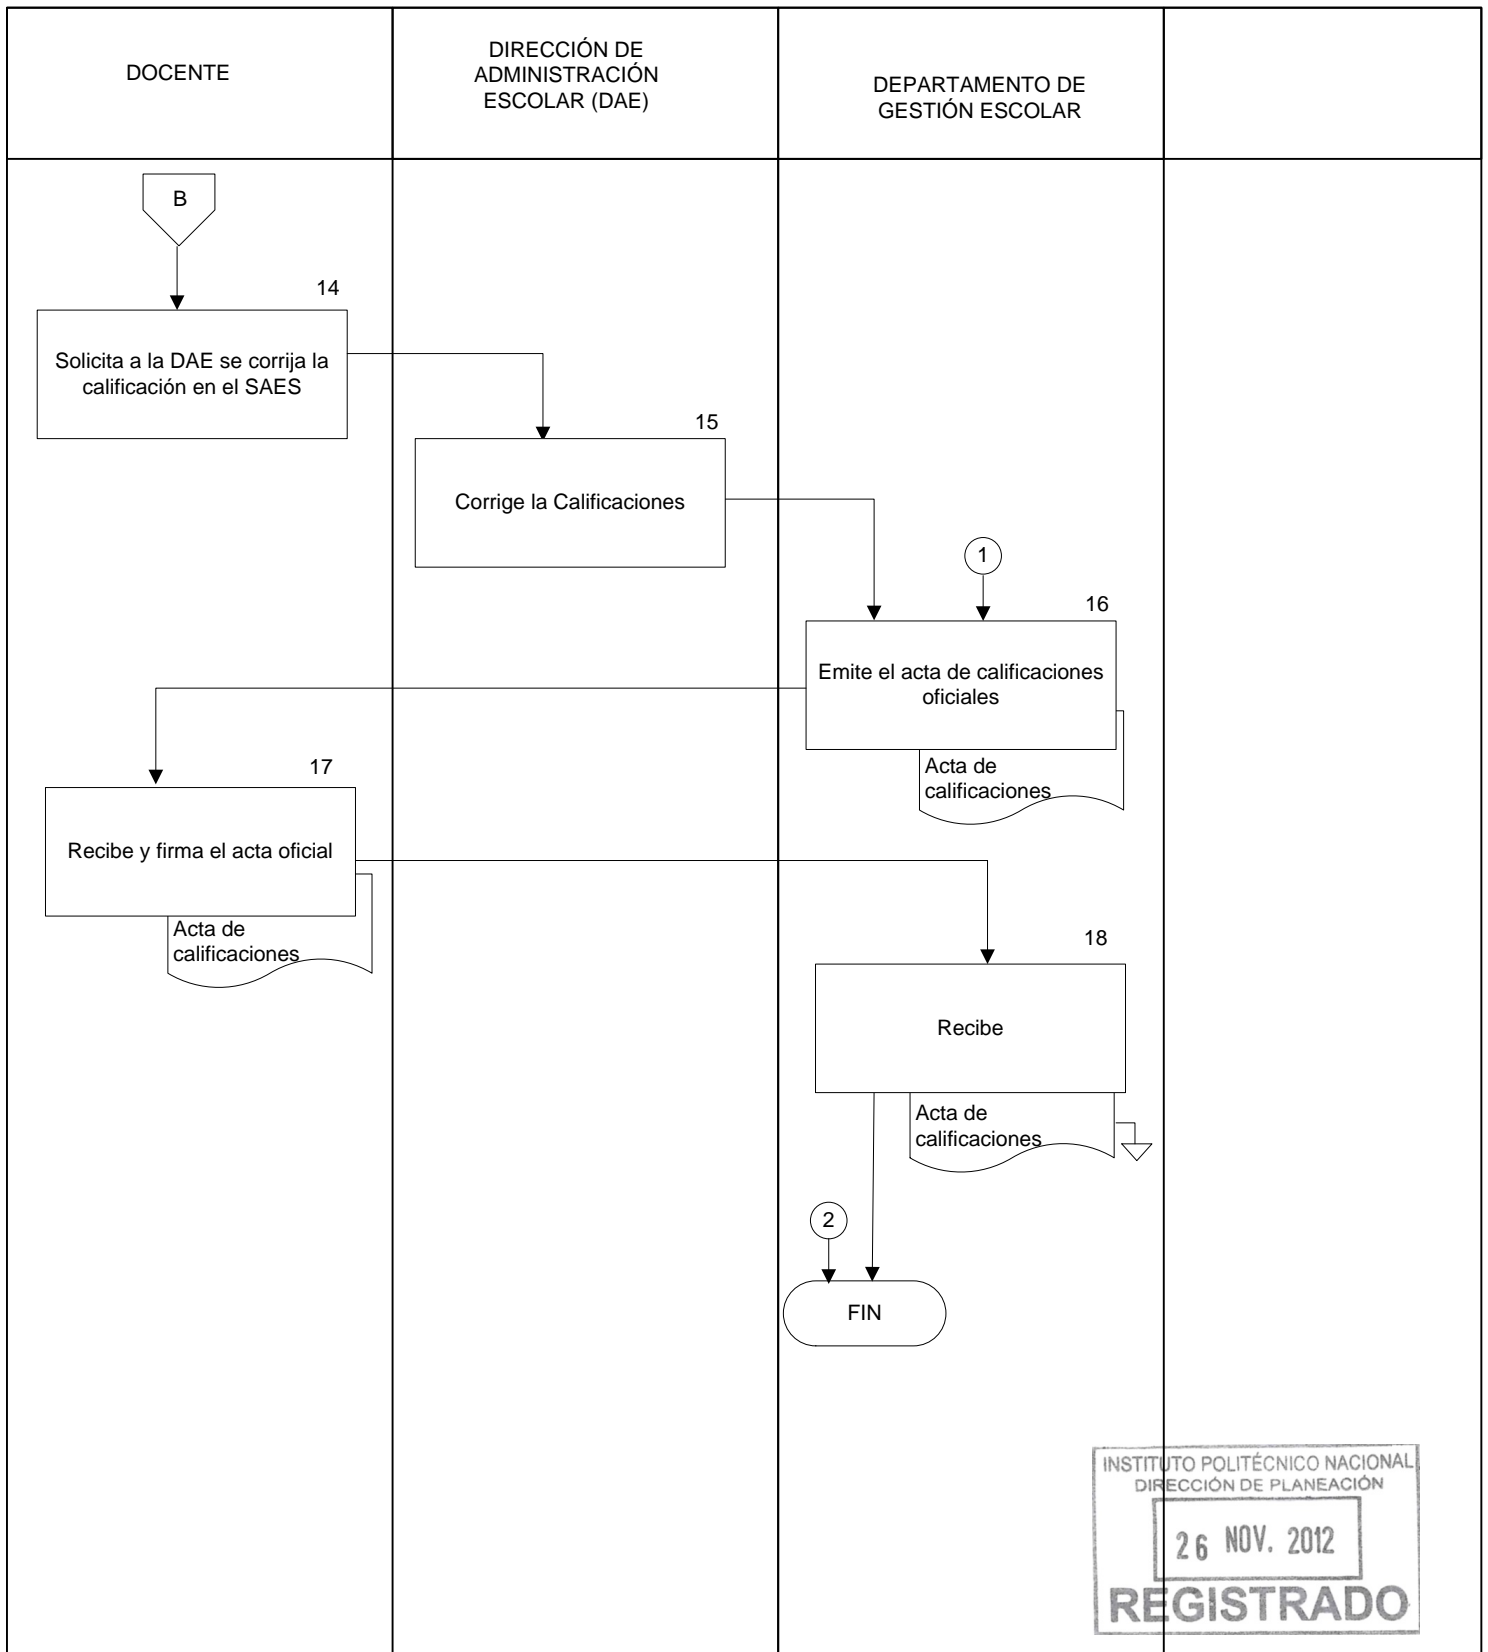 DOCENTE
DIRECCIÓN DE
ADMINISTRACIÓN
ESCOLAR (DAE)
DEPARTAMENTO DE
GESTIÓN ESCOLAR
B
14
Solicita a la DAE se corrija la
calificación en el SAES
15
Corrige la Calificaciones
1
16
Emite el acta de calificaciones
oficiales
Acta de
calificaciones
17
Recibe y firma el acta oficial
Acta de
calificaciones
18
Recibe
Acta de
calificaciones
2
FIN
INSTITUTO POLITÉCNICO NACIONAL
DIRECCIÓN DE PLANEACIÓN
26 NOV. 2012
REGISTRADO